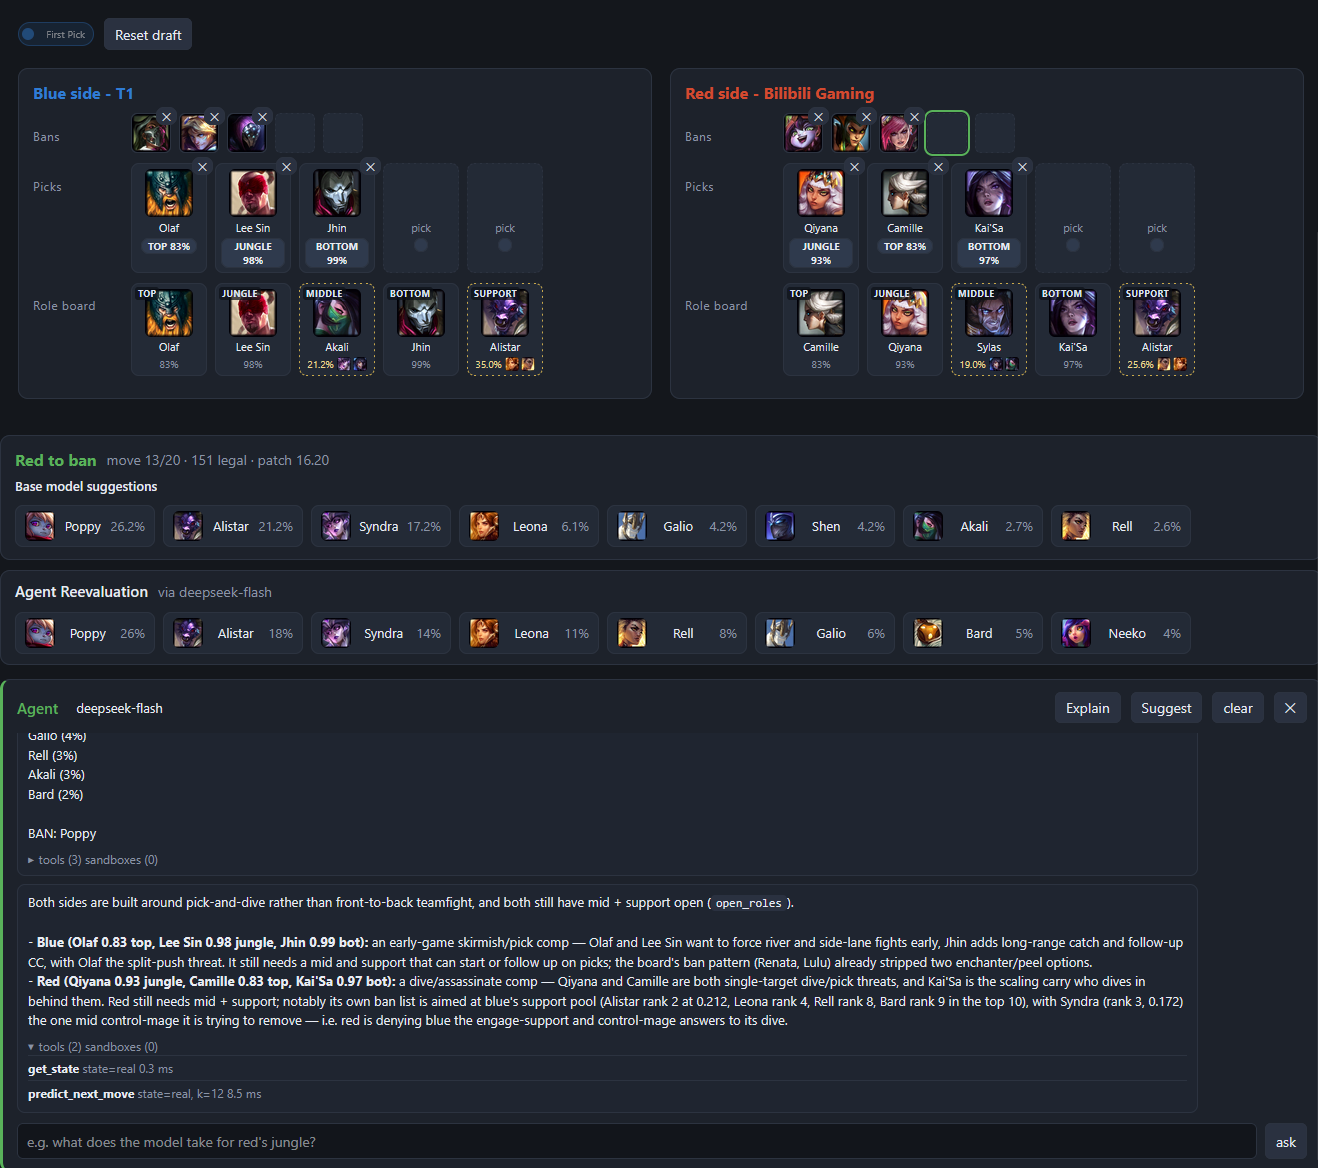 First Pick
Reset draft
Blue side - T1
Bans
Picks
Olaf
TOP 83%
Lee Sin
JUNGLE
98%
Jhin
BOTTOM
99%
pick
pick
Role board
TOP
Olaf
83%
JUNGLE
Lee Sin
98%
MIDDLE
Akali
21.2%
BOTTOM
Jhin
99%
SUPPORT
Alistar
35.0%
Red side - Bilibili Gaming
Bans
Picks
Qiyana
JUNGLE
93%
Camille
TOP 83%
Kai'Sa
BOTTOM
97%
pick
pick
Role board
TOP
Camille
83%
JUNGLE
Qiyana
93%
MIDDLE
Sylas
19.0%
BOTTOM
Kai'Sa
97%
SUPPORT
Alistar
25.6%
Red to ban move 13/20 · 151 legal · patch 16.20
Base model suggestions
Poppy 26.2%
Alistar 21.2%
Syndra 17.2%
Leona 6.1%
Galio 4.2%
Shen 4.2%
Akali 2.7%
Rell 2.6%
Agent Reevaluation via deepseek-flash
Poppy 26%
Alistar 18%
Syndra 14%
Leona 11%
Rell 8%
Galio 6%
Bard 5%
Neeko 4%
Agent deepseek-flash
Explain
Suggest
clear
Galio (4%)
Rell (3%)
Akali (3%)
Bard (2%)
BAN: Poppy
▸ tools (3) sandboxes (0)
Both sides are built around pick-and-dive rather than front-to-back teamfight, and both still have mid + support open ( open_roles ).
- Blue (Olaf 0.83 top, Lee Sin 0.98 jungle, Jhin 0.99 bot): an early-game skirmish/pick comp — Olaf and Lee Sin want to force river and side-lane fights early, Jhin adds long-range catch and follow-up
CC, with Olaf the split-push threat. It still needs a mid and support that can start or follow up on picks; the board's ban pattern (Renata, Lulu) already stripped two enchanter/peel options.
- Red (Qiyana 0.93 jungle, Camille 0.83 top, Kai'Sa 0.97 bot): a dive/assassinate comp — Qiyana and Camille are both single-target dive/pick threats, and Kai'Sa is the scaling carry who dives in
behind them. Red still needs mid + support; notably its own ban list is aimed at blue's support pool (Alistar rank 2 at 0.212, Leona rank 4, Rell rank 8, Bard rank 9 in the top 10), with Syndra (rank 3, 0.172)
the one mid control-mage it is trying to remove — i.e. red is denying blue the engage-support and control-mage answers to its dive.
▾ tools (2) sandboxes (0)
get_state state=real 0.3 ms
predict_next_move state=real, k=12 8.5 ms
e.g. what does the model take for red's jungle?
ask